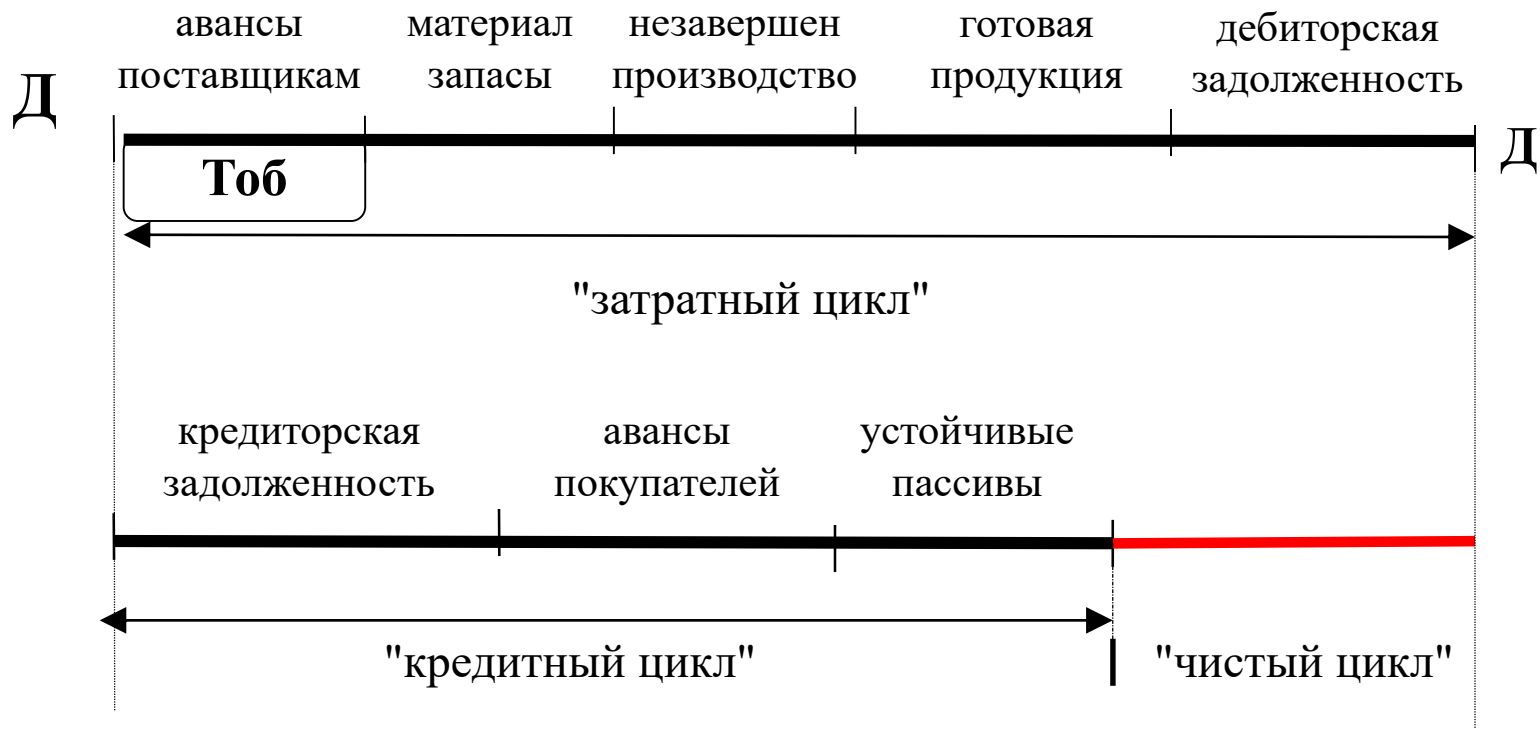 авансы
поставщикам
материал
запасы
незавершен
производство
готовая
продукция
дебиторская
задолженность
Д
Д
Тоб
"затратный цикл"
кредиторская
задолженность
авансы
покупателей
устойчивые
пассивы
"кредитный цикл"
"чистый цикл"